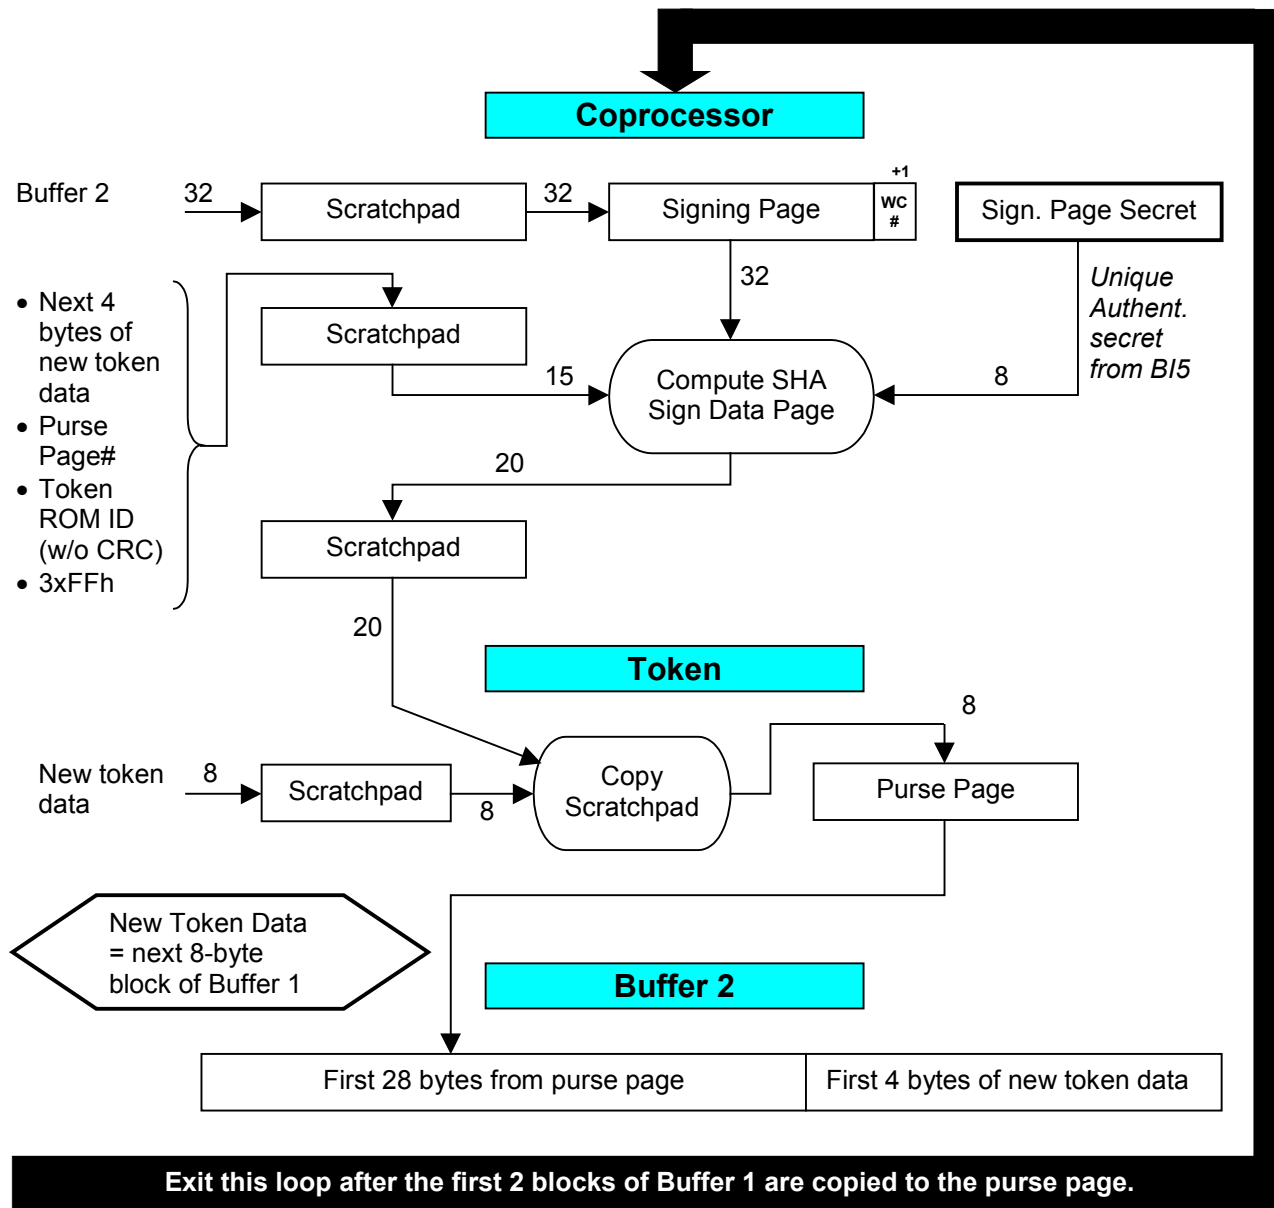 Coprocessor
Buffer 2
32
Scratchpad
32
Signing Page
+1
WC
#
Sign. Page Secret
32
Unique
Authent.
secret
from BI5
• Next 4
bytes of
new token
data
• Purse
Page#
• Token
ROM ID
(w/o CRC)
• 3xFFh
Scratchpad
15
Compute SHA
Sign Data Page
8
20
Scratchpad
20
Token
8
New token
data
8
Scratchpad
8
Copy
Scratchpad
Purse Page
New Token Data
= next 8-byte
block of Buffer 1
Buffer 2
First 28 bytes from purse page
First 4 bytes of new token data
Exit this loop after the first 2 blocks of Buffer 1 are copied to the purse page.